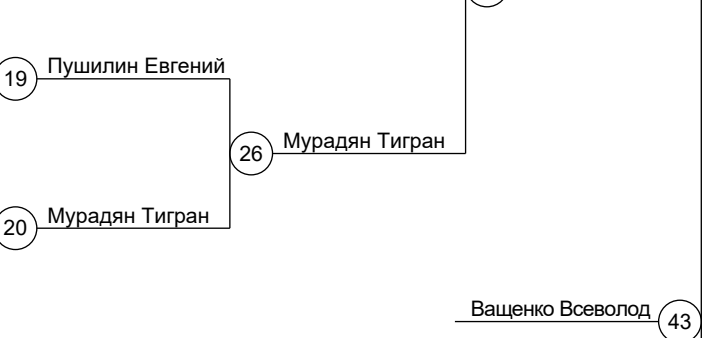 19 Пушилин Евгений
26 Мурадян Тигран
20 Мурадян Тигран
Ващенко Всеволод 43